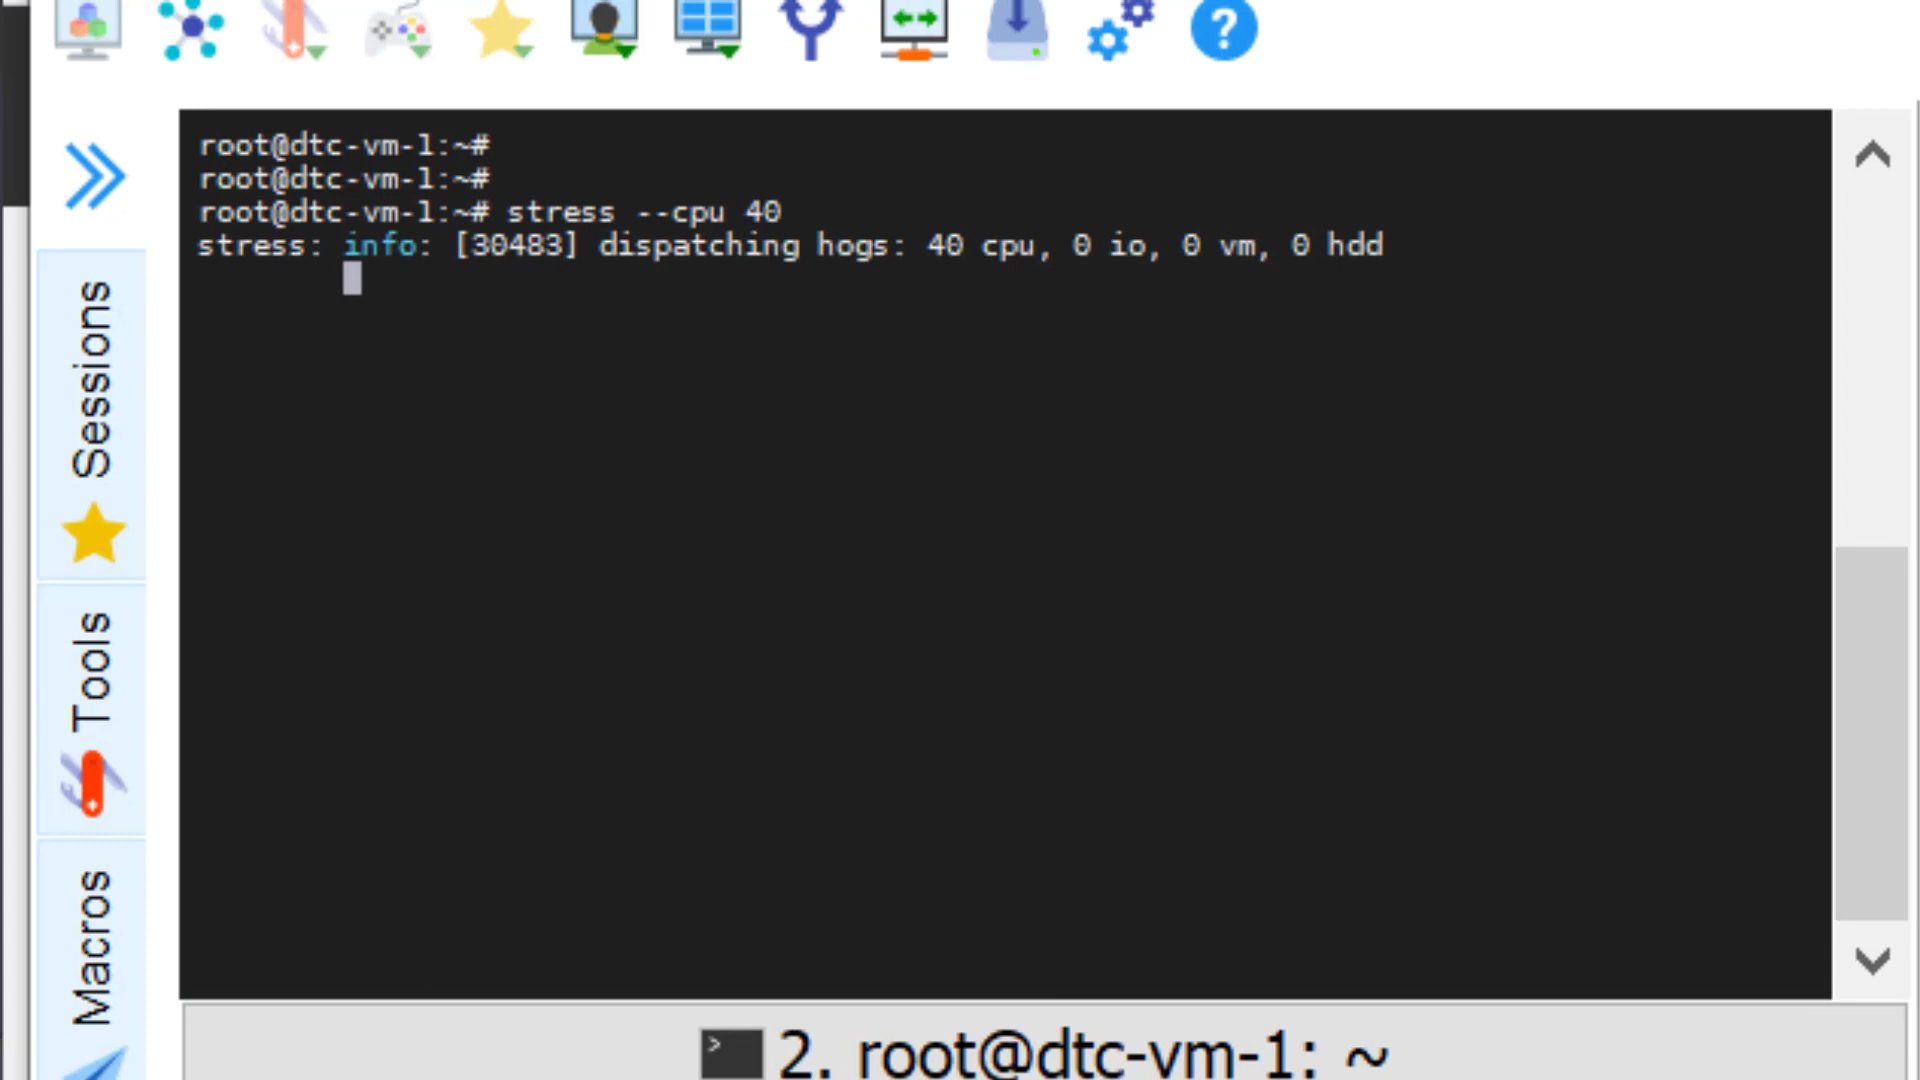 root@dtc-vm-1:~#
root@dtc-vm-1:~#
root@dtc-vm-1:~# stress --cpu 40
stress: info: [30483] dispatching hogs: 40 cpu, 0 io, 0 vm, 0 hdd
Sessions
Tools
Macros
2. root@dtc-vm-1: ~